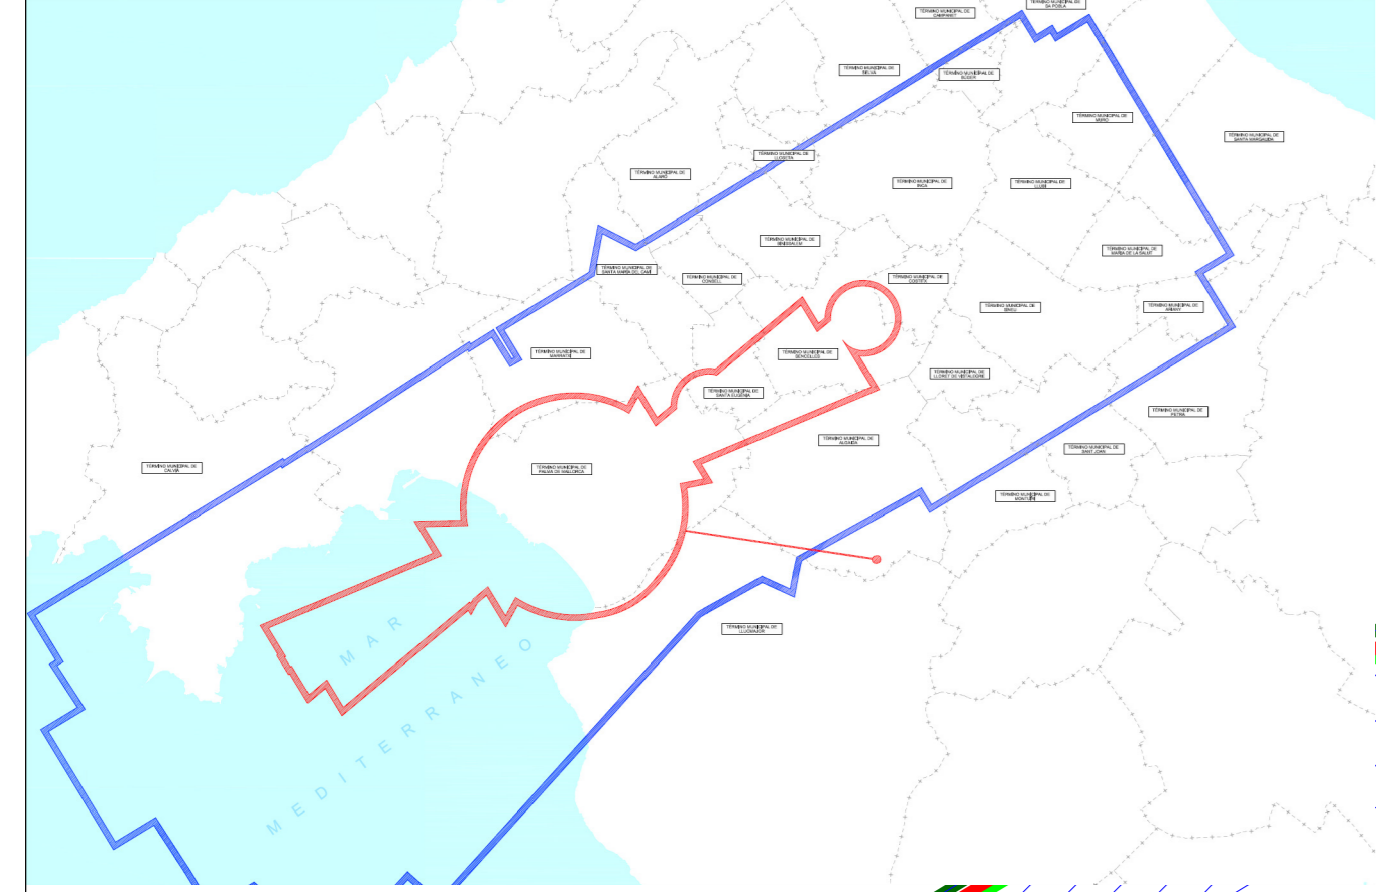 TÉRMINO MUNICIPAL DE
SA POBLA
TÉRMINO MUNICIPAL DE
CAMPANET
TÉRMINO MUNICIPAL DE
SELVA
TÉRMINO MUNICIPAL DE
BÚGER
TÉRMINO MUNICIPAL DE
MURO
TÉRMINO MUNICIPAL DE
SANTA MARGALIDA
TÉRMINO MUNICIPAL DE
LLOSETA
TÉRMINO MUNICIPAL DE
ALARÓ
TÉRMINO MUNICIPAL DE
INCA
TÉRMINO MUNICIPAL DE
LLUBÍ
TÉRMINO MUNICIPAL DE
BINISSALEM
TÉRMINO MUNICIPAL DE
MARIA DE LA SALUT
TÉRMINO MUNICIPAL DE
SANTA MARÍA DEL CAMÍ
TÉRMINO MUNICIPAL DE
CONSELL
TÉRMINO MUNICIPAL DE
COSTITX
TÉRMINO MUNICIPAL DE
SINEU
TÉRMINO MUNICIPAL DE
ARIANY
TÉRMINO MUNICIPAL DE
MARRATXÍ
TÉRMINO MUNICIPAL DE
SENCELLES
TÉRMINO MUNICIPAL DE
LLORET DE VISTALEGRE
TÉRMINO MUNICIPAL DE
SANTA EUGÈNIA
TÉRMINO MUNICIPAL DE
PETRA
TÉRMINO MUNICIPAL DE
ALGAIDA
TÉRMINO MUNICIPAL DE
SANT JOAN
TÉRMINO MUNICIPAL DE
CALVIÀ
TÉRMINO MUNICIPAL DE
PALMA DE MALLORCA
TÉRMINO MUNICIPAL DE
MONTUÏRI
TÉRMINO MUNICIPAL DE
LLUCMAJOR
MAR
MEDITERRANEO